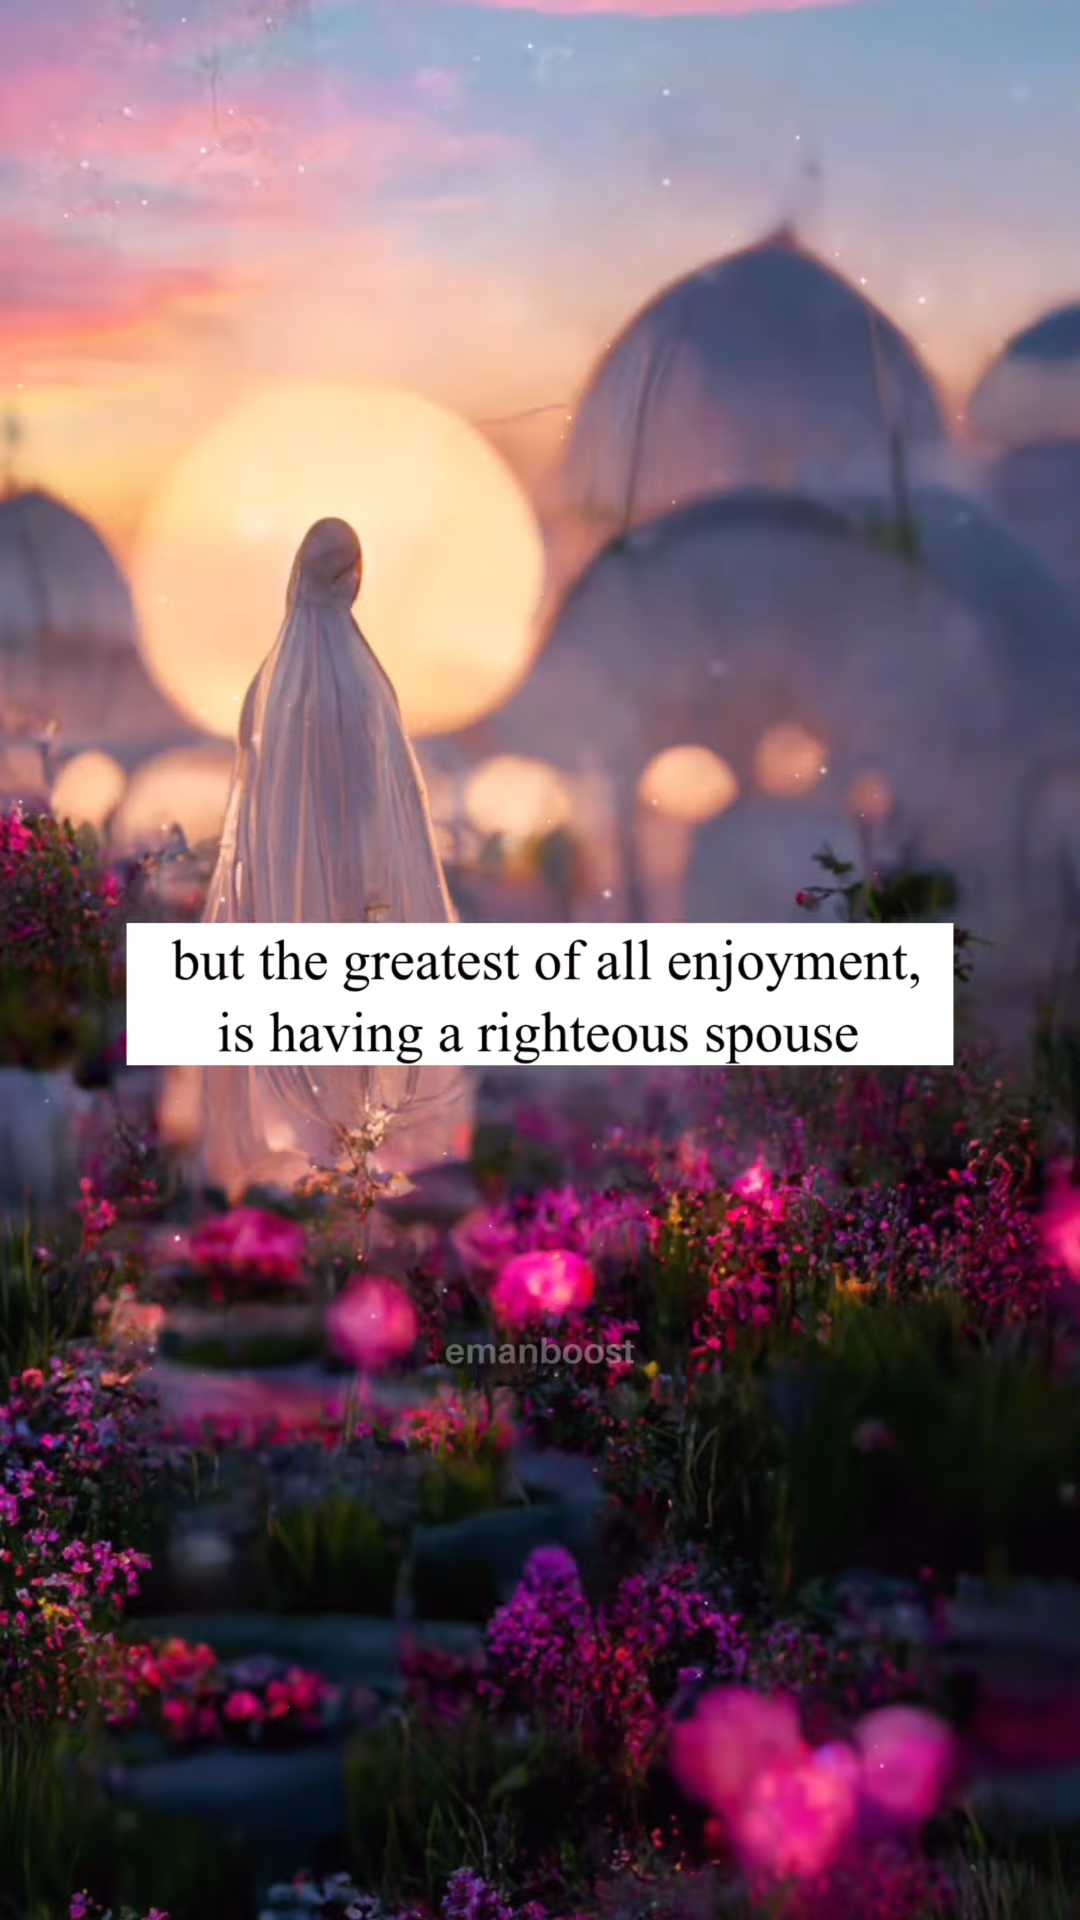 but the greatest of all enjoyment,
is having a righteous spouse
emanboost